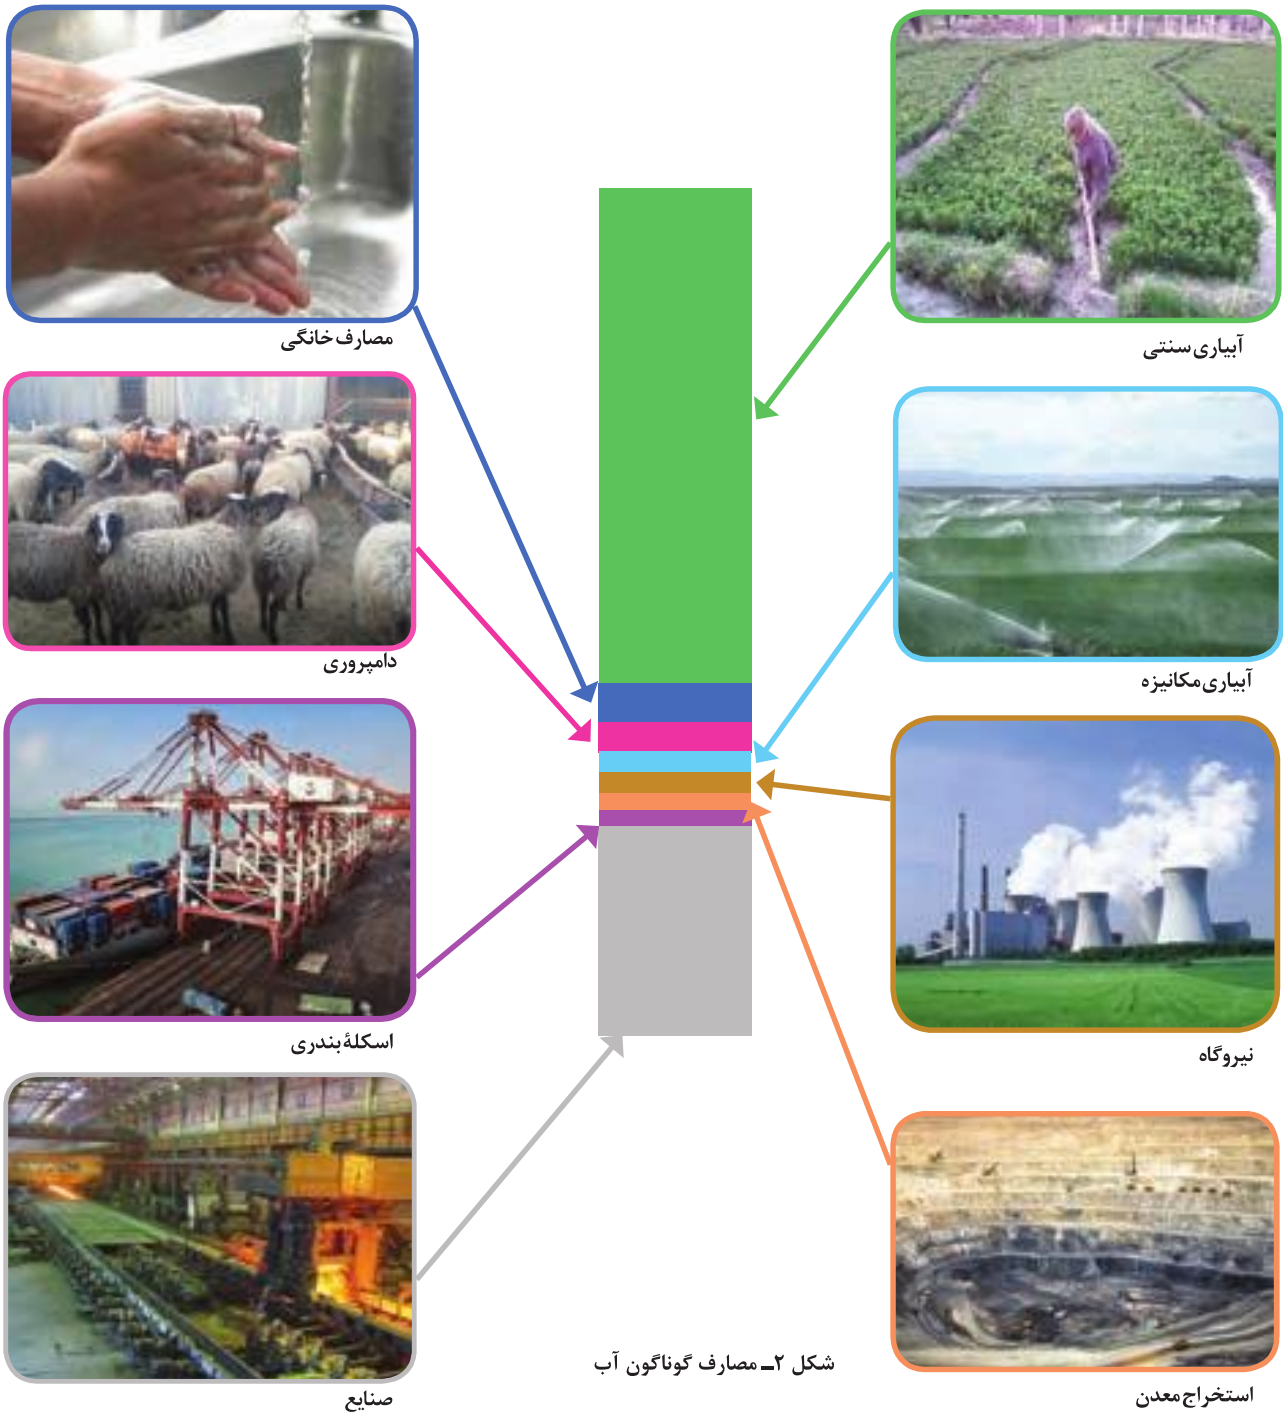 آبیاری سنتی
مصارف خانگی
آبیاری مکانیزه
دامپروری
نیروگاه
اسکلهٔ بندری
استخراج معدن
صنایع
شکل ۲ــ مصارف گوناگون آب